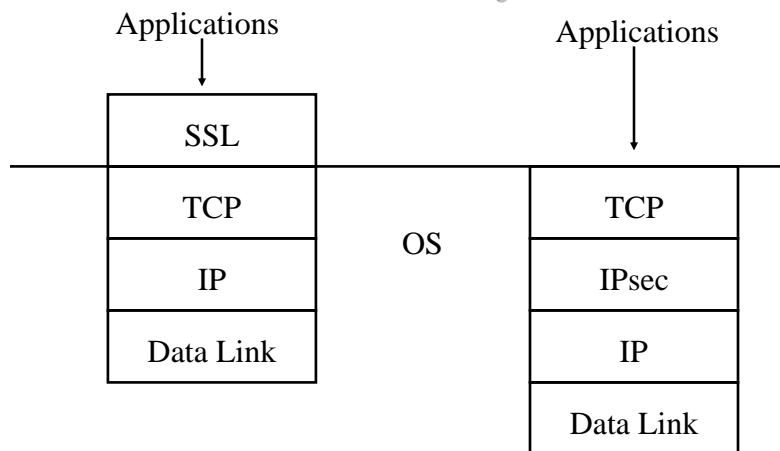 Applications
SSL
TCP
IP
Data Link
OS
Applications
TCP
IPsec
IP
Data Link